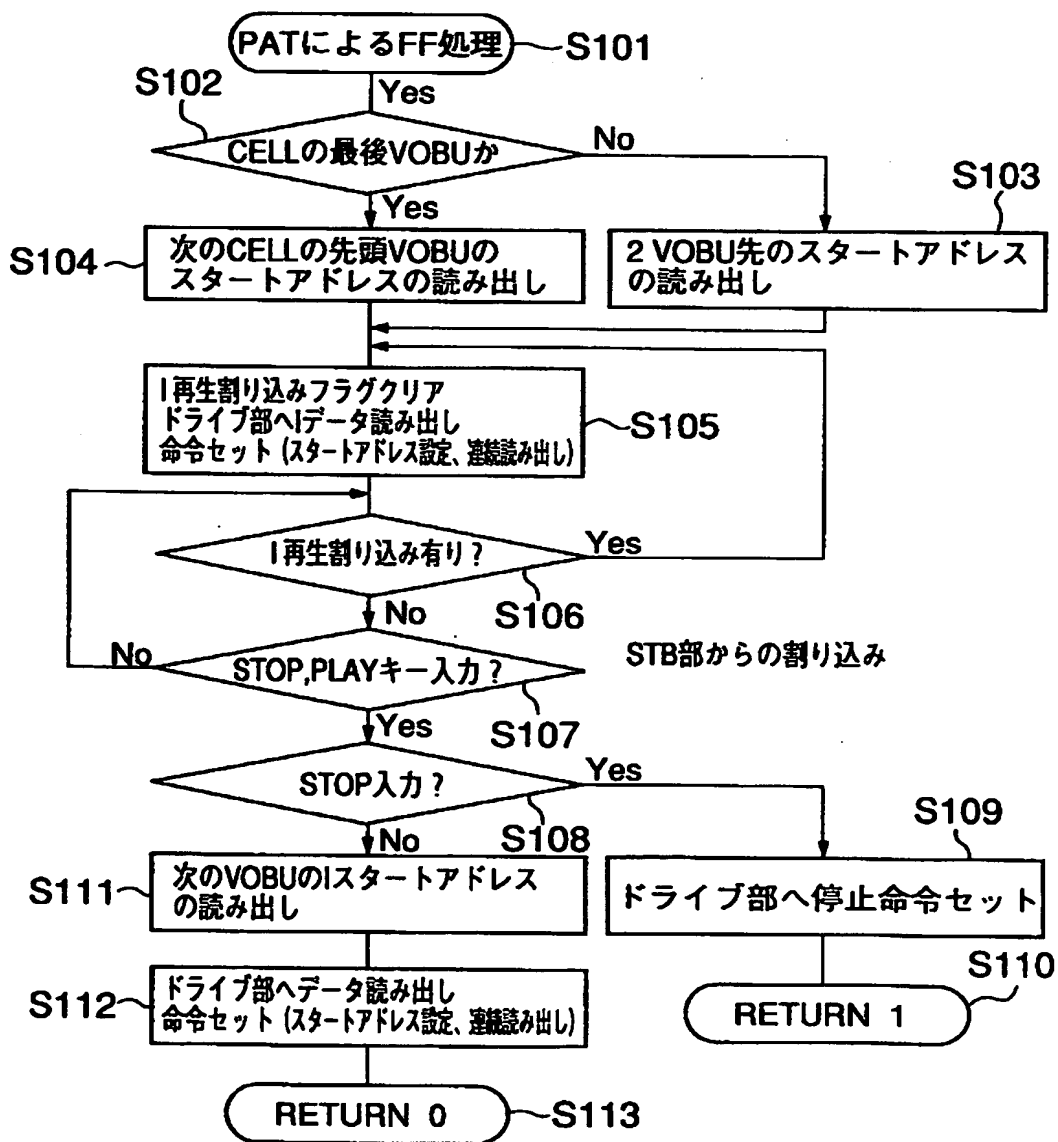 PATによるFF処理
S101
S102
Yes
CELLの最後VOBUか
No
S103
Yes
S104
次のCELLの先頭VOBUの
スタートアドレスの読み出し
2 VOBU先のスタートアドレス
の読み出し
I再生割り込みフラグクリア
ドライブ部へIデータ読み出し
命令セット (スタートアドレス設定、連続読み出し)
S105
I再生割り込み有り?
Yes
S106
No
No
STOP,PLAYキー入力?
STB部からの割り込み
S107
Yes
STOP入力?
Yes
S108
No
S109
S111
次のVOBUのIスタートアドレス
の読み出し
ドライブ部へ停止命令セット
S110
S112
ドライブ部へデータ読み出し
命令セット (スタートアドレス設定、連続読み出し)
RETURN 1
RETURN 0
S113